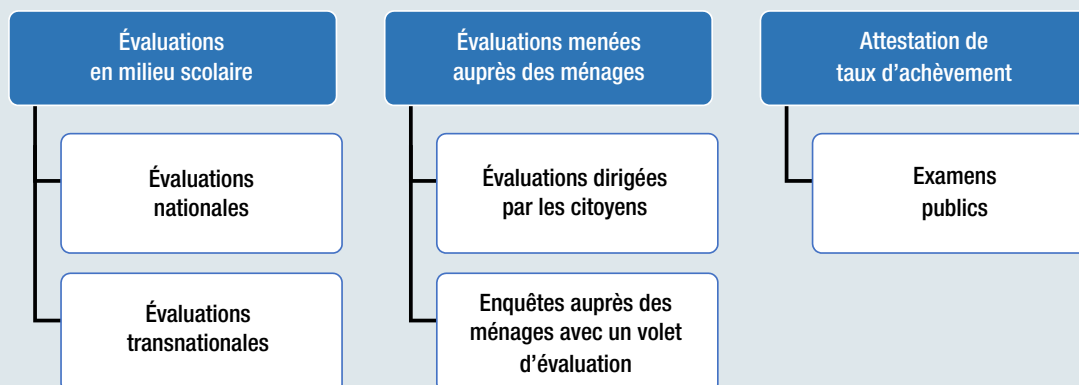 Évaluations
en milieu scolaire
Évaluations
nationales
Évaluations
transnationales
Évaluations menées
auprès des ménages
Évaluations dirigées
par les citoyens
Enquêtes auprès des
ménages avec un volet
d'évaluation
Attestation de
taux d'achèvement
Examens
publics